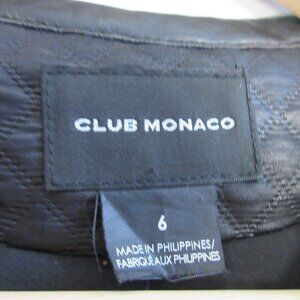 CLUB MONACO
6
MADE IN PHILIPPINES/
FABRIQUÉ AUX PHILIPPINES